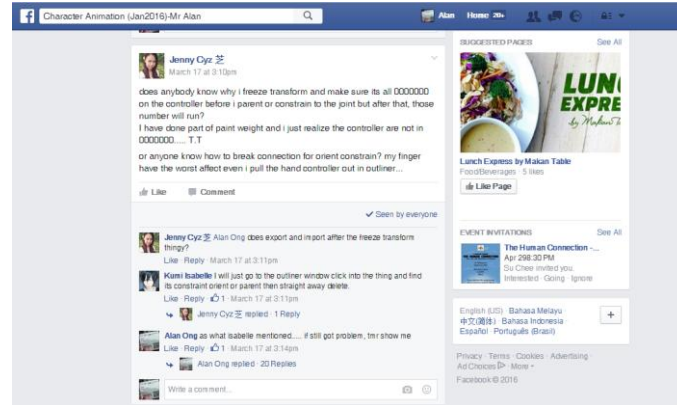 Character Animation (Jan2016)-Mr Alan
Alan Home 20+
Jenny Cyz 芝
March 17 at 3:10pm
does anybody know why i freeze transform and make sure its all 0000000
on the controller before i parent or constrain to the joint but after that, those
number will run?
I have done part of paint weight and i just realize the controller are not in
0000000..... T.T
or anyone know how to break connection for orient constrain? my finger
have the worst affect even i pull the hand controller out in outliner...
Like Comment
Seen by everyone
Jenny Cyz 芝 Alan Ong does export and import affter the freeze transform
thingy?
Like · Reply · March 17 at 3:11pm
Kumi Isabelle I will just go to the outliner window click into the thing and find
its constraint orient or parent then straight away delete.
Like · Reply · 1 · March 17 at 3:11pm
Jenny Cyz 芝 replied · 1 Reply
Alan Ong as what isabelle mentioned.... if still got problem, tmr show me
Like · Reply · 1 · March 17 at 3:14pm
Alan Ong replied · 20 Replies
Write a comment...
SUGGESTED PAGES See All
LUN
EXPRE
by Makan T
Lunch Express by Makan Table
Food/Beverages · 5 likes
Like Page
EVENT INVITATIONS See All
The Human Connection -...
Apr 298:30 PM
Su Chee invited you.
Interested · Going · Ignore
English (US) · Bahasa Melayu
中文(简体) · Bahasa Indonesia
Español · Português (Brasil)
+
Privacy · Terms · Cookies · Advertising
Ad Choices · More
Facebook © 2016